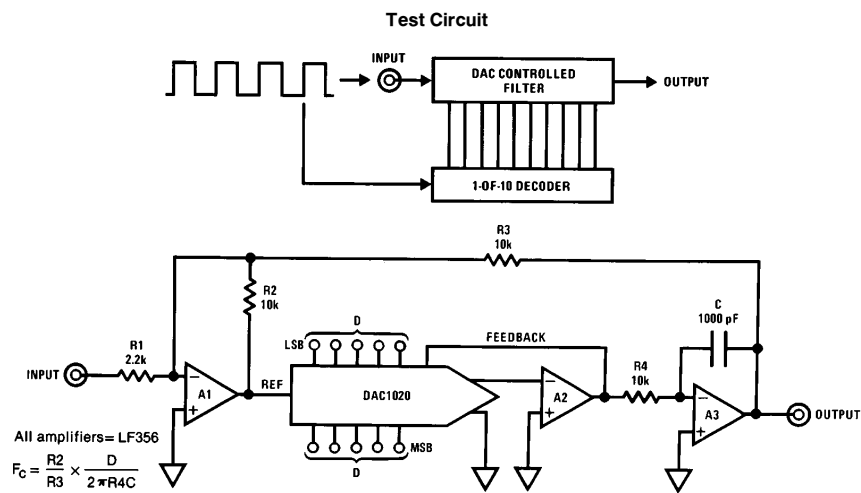 Test Circuit
INPUT
DAC CONTROLLED
FILTER
OUTPUT
1-OF-10 DECODER
R3
10k
R2
10k
C
1000 pF
D
LSB
FEEDBACK
R1
2.2k
R4
10k
INPUT
−
A1
+
REF
DAC1020
−
A2
+
−
A3
+
OUTPUT
MSB
D
All amplifiers= LF356
F_C = R2/R3 × D/2πR4C